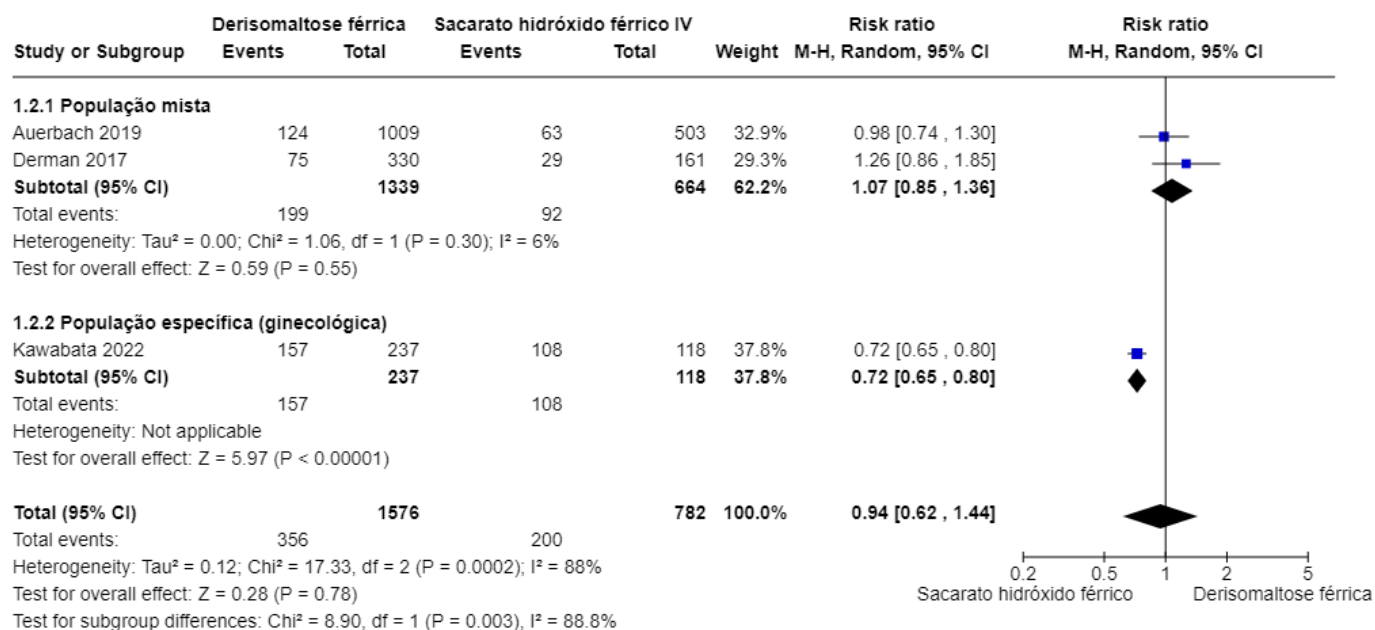 Derisomaltose férrica Sacarato hidróxido férrico IV Risk ratio Risk ratio
Study or Subgroup Events Total Events Total Weight M-H, Random, 95% CI M-H, Random, 95% CI
1.2.1 População mista
Auerbach 2019 124 1009 63 503 32.9% 0.98 [0.74 , 1.30]
Derman 2017 75 330 29 161 29.3% 1.26 [0.86 , 1.85]
Subtotal (95% CI) 1339 664 62.2% 1.07 [0.85 , 1.36]
Total events: 199 92
Heterogeneity: Tau² = 0.00; Chi² = 1.06, df = 1 (P = 0.30); I² = 6%
Test for overall effect: Z = 0.59 (P = 0.55)
1.2.2 População específica (ginecológica)
Kawabata 2022 157 237 108 118 37.8% 0.72 [0.65 , 0.80]
Subtotal (95% CI) 237 118 37.8% 0.72 [0.65 , 0.80]
Total events: 157 108
Heterogeneity: Not applicable
Test for overall effect: Z = 5.97 (P < 0.00001)
Total (95% CI) 1576 782 100.0% 0.94 [0.62 , 1.44]
Total events: 356 200
Heterogeneity: Tau² = 0.12; Chi² = 17.33, df = 2 (P = 0.0002); I² = 88%
Test for overall effect: Z = 0.28 (P = 0.78)
Test for subgroup differences: Chi² = 8.90, df = 1 (P = 0.003), I² = 88.8%
0.2 0.5 1 2 5
Sacarato hidróxido férrico Derisomaltose férrica